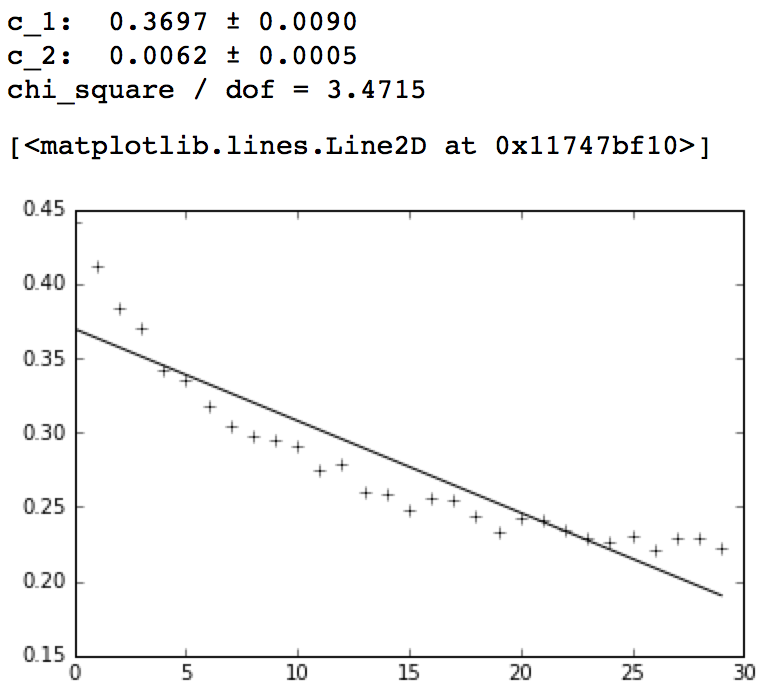 c_1:  0.3697 ± 0.0090
c_2:  0.0062 ± 0.0005
chi_square / dof = 3.4715
[<matplotlib.lines.Line2D at 0x11747bf10>]
0.45
0.40
0.35
0.30
0.25
0.20
0.15
0 5 10 15 20 25 30